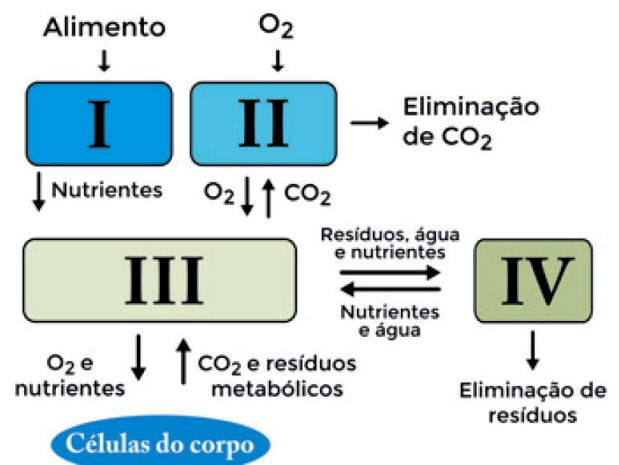 Alimento
O₂
I
II
Eliminação
de CO₂
Nutrientes
O₂
CO₂
III
Resíduos, água
e nutrientes
Nutrientes
e água
IV
O₂ e
nutrientes
CO₂ e resíduos
metabólicos
Eliminação de
resíduos
Células do corpo